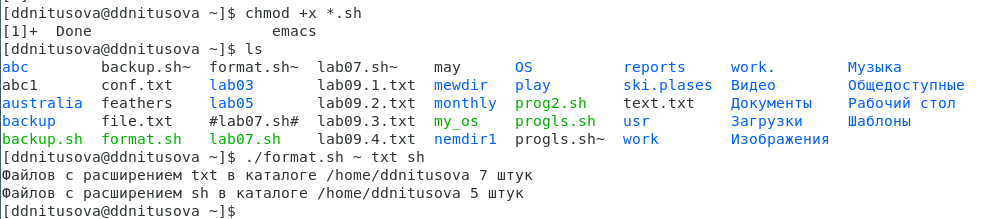 [ddnitusova@ddnitusova ~]$ chmod +x *.sh
[1]+  Done                    emacs
[ddnitusova@ddnitusova ~]$ ls
abc        backup.sh~  format.sh~  lab07.sh~    may      OS        reports     work.        Музыка
abc1       conf.txt    lab03       lab09.1.txt  mewdir   play      ski.plases  Видео        Общедоступные
australia  feathers    lab05       lab09.2.txt  monthly  prog2.sh  text.txt    Документы    Рабочий стол
backup     file.txt    #lab07.sh#  lab09.3.txt  my_os    progls.sh  usr         Загрузки     Шаблоны
backup.sh  format.sh   lab07.sh    lab09.4.txt  nemdir1  progls.sh~  work        Изображения
[ddnitusova@ddnitusova ~]$ ./format.sh ~ txt sh
Файлов с расширением txt в каталоге /home/ddnitusova 7 штук
Файлов с расширением sh в каталоге /home/ddnitusova 5 штук
[ddnitusova@ddnitusova ~]$